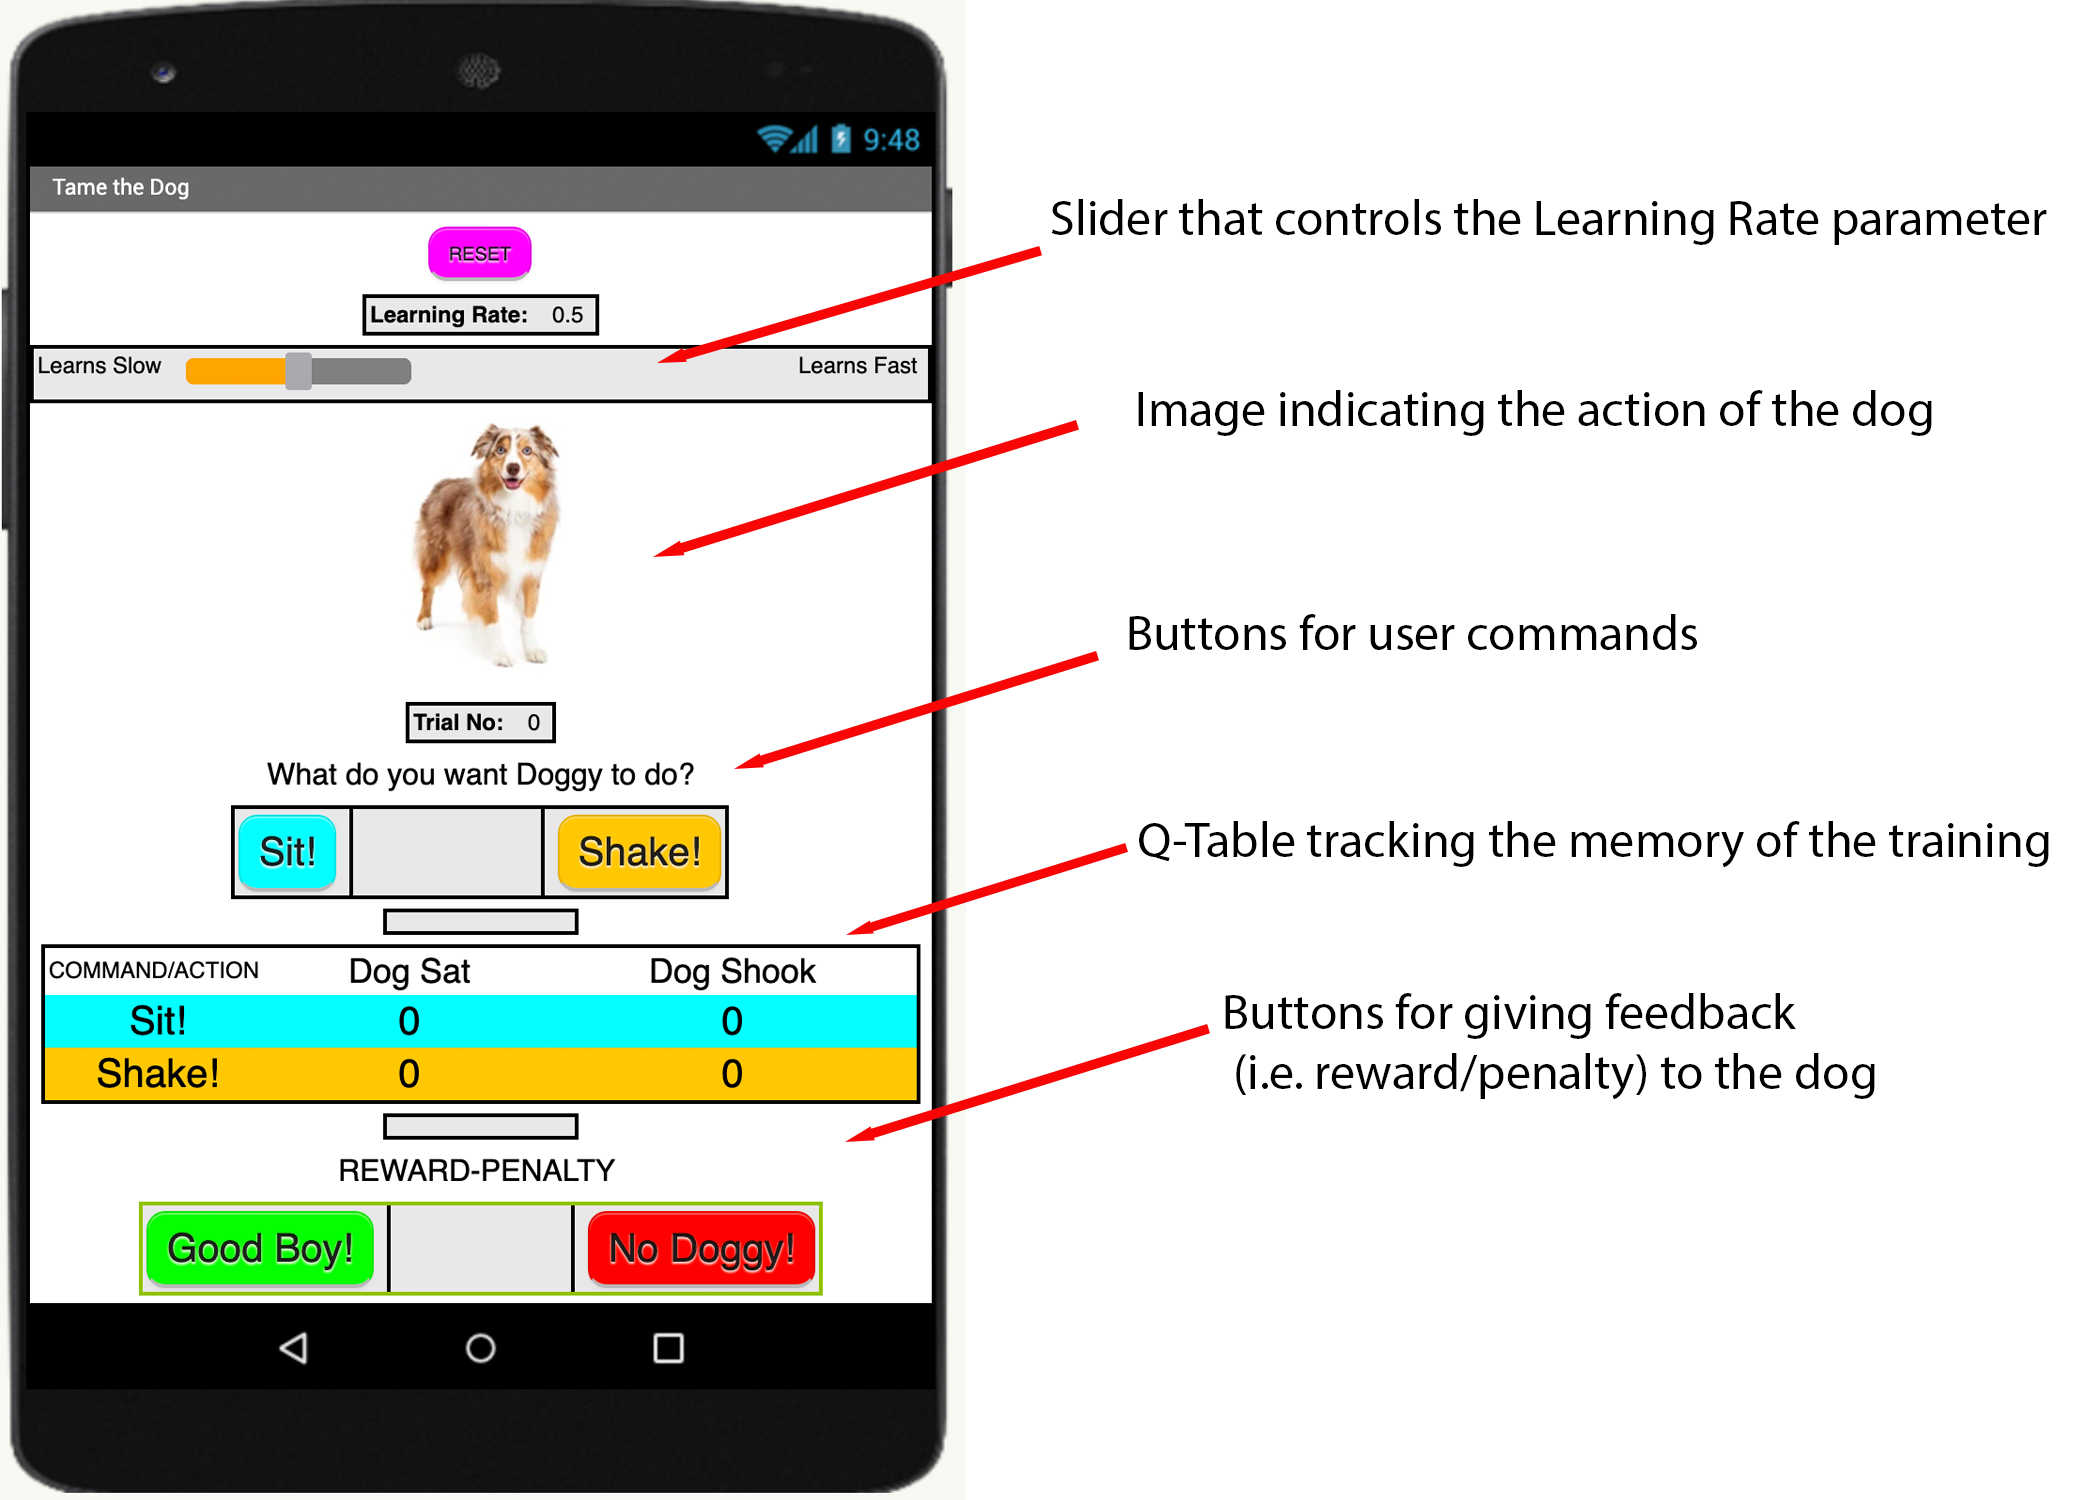 9:48
Tame the Dog
RESET
Learning Rate: 0.5
Learns Slow Learns Fast
Trial No: 0
What do you want Doggy to do?
Sit! Shake!
COMMAND/ACTION Dog Sat Dog Shook
Sit! 0 0
Shake! 0 0
REWARD-PENALTY
Good Boy! No Doggy!
Slider that controls the Learning Rate parameter
Image indicating the action of the dog
Buttons for user commands
Q-Table tracking the memory of the training
Buttons for giving feedback
(i.e. reward/penalty) to the dog